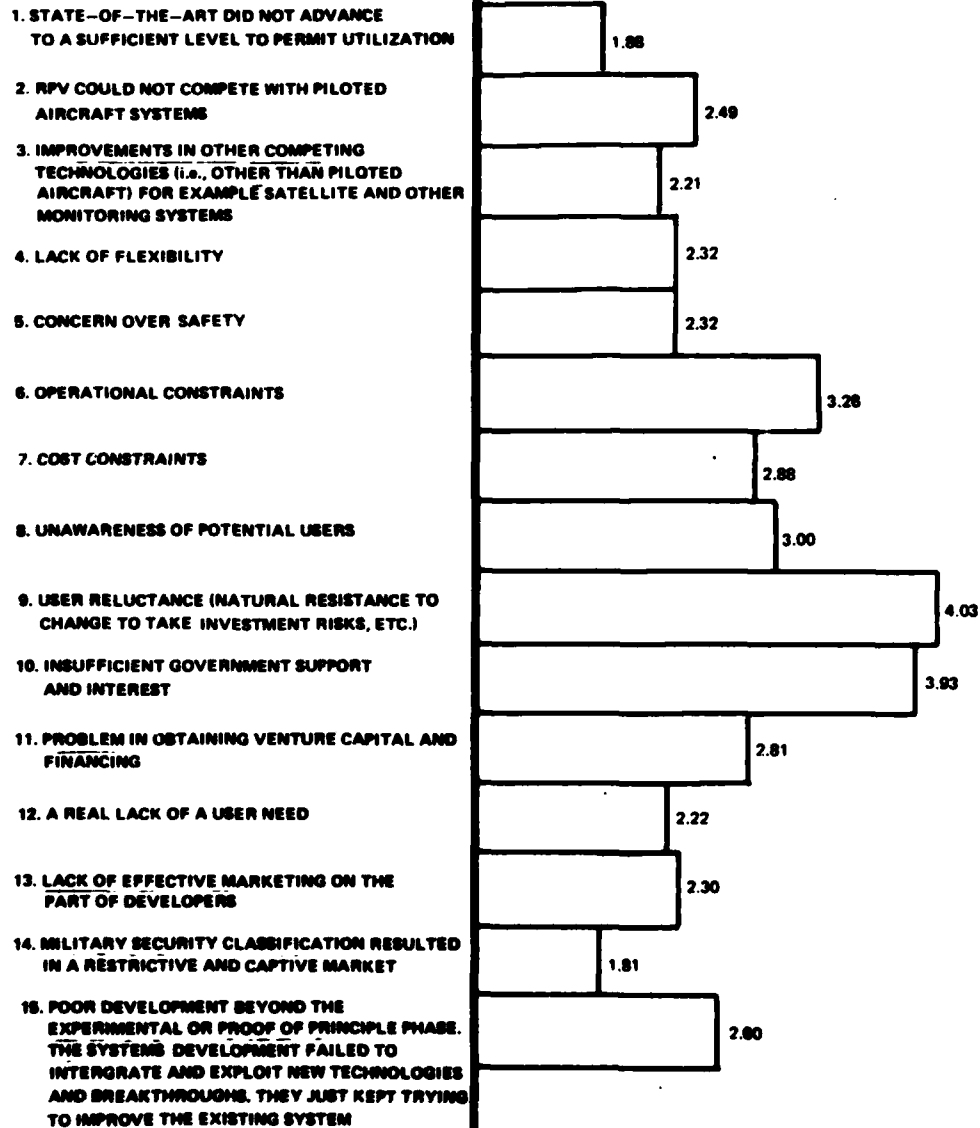 1. STATE-OF-THE-ART DID NOT ADVANCE
TO A SUFFICIENT LEVEL TO PERMIT UTILIZATION
1.86
2. RPV COULD NOT COMPETE WITH PILOTED
AIRCRAFT SYSTEMS
2.49
3. IMPROVEMENTS IN OTHER COMPETING
TECHNOLOGIES (i.e., OTHER THAN PILOTED
AIRCRAFT) FOR EXAMPLE SATELLITE AND OTHER
MONITORING SYSTEMS
2.21
4. LACK OF FLEXIBILITY
2.32
5. CONCERN OVER SAFETY
2.32
6. OPERATIONAL CONSTRAINTS
3.28
7. COST CONSTRAINTS
2.88
8. UNAWARENESS OF POTENTIAL USERS
3.00
9. USER RELUCTANCE (NATURAL RESISTANCE TO
CHANGE TO TAKE INVESTMENT RISKS, ETC.)
4.03
10. INSUFFICIENT GOVERNMENT SUPPORT
AND INTEREST
3.93
11. PROBLEM IN OBTAINING VENTURE CAPITAL AND
FINANCING
2.81
12. A REAL LACK OF A USER NEED
2.22
13. LACK OF EFFECTIVE MARKETING ON THE
PART OF DEVELOPERS
2.30
14. MILITARY SECURITY CLASSIFICATION RESULTED
IN A RESTRICTIVE AND CAPTIVE MARKET
1.81
15. POOR DEVELOPMENT BEYOND THE
EXPERIMENTAL OR PROOF OF PRINCIPLE PHASE.
THE SYSTEMS DEVELOPMENT FAILED TO
INTERGRATE AND EXPLOIT NEW TECHNOLOGIES
AND BREAKTHROUGHS. THEY JUST KEPT TRYING
TO IMPROVE THE EXISTING SYSTEM
2.60